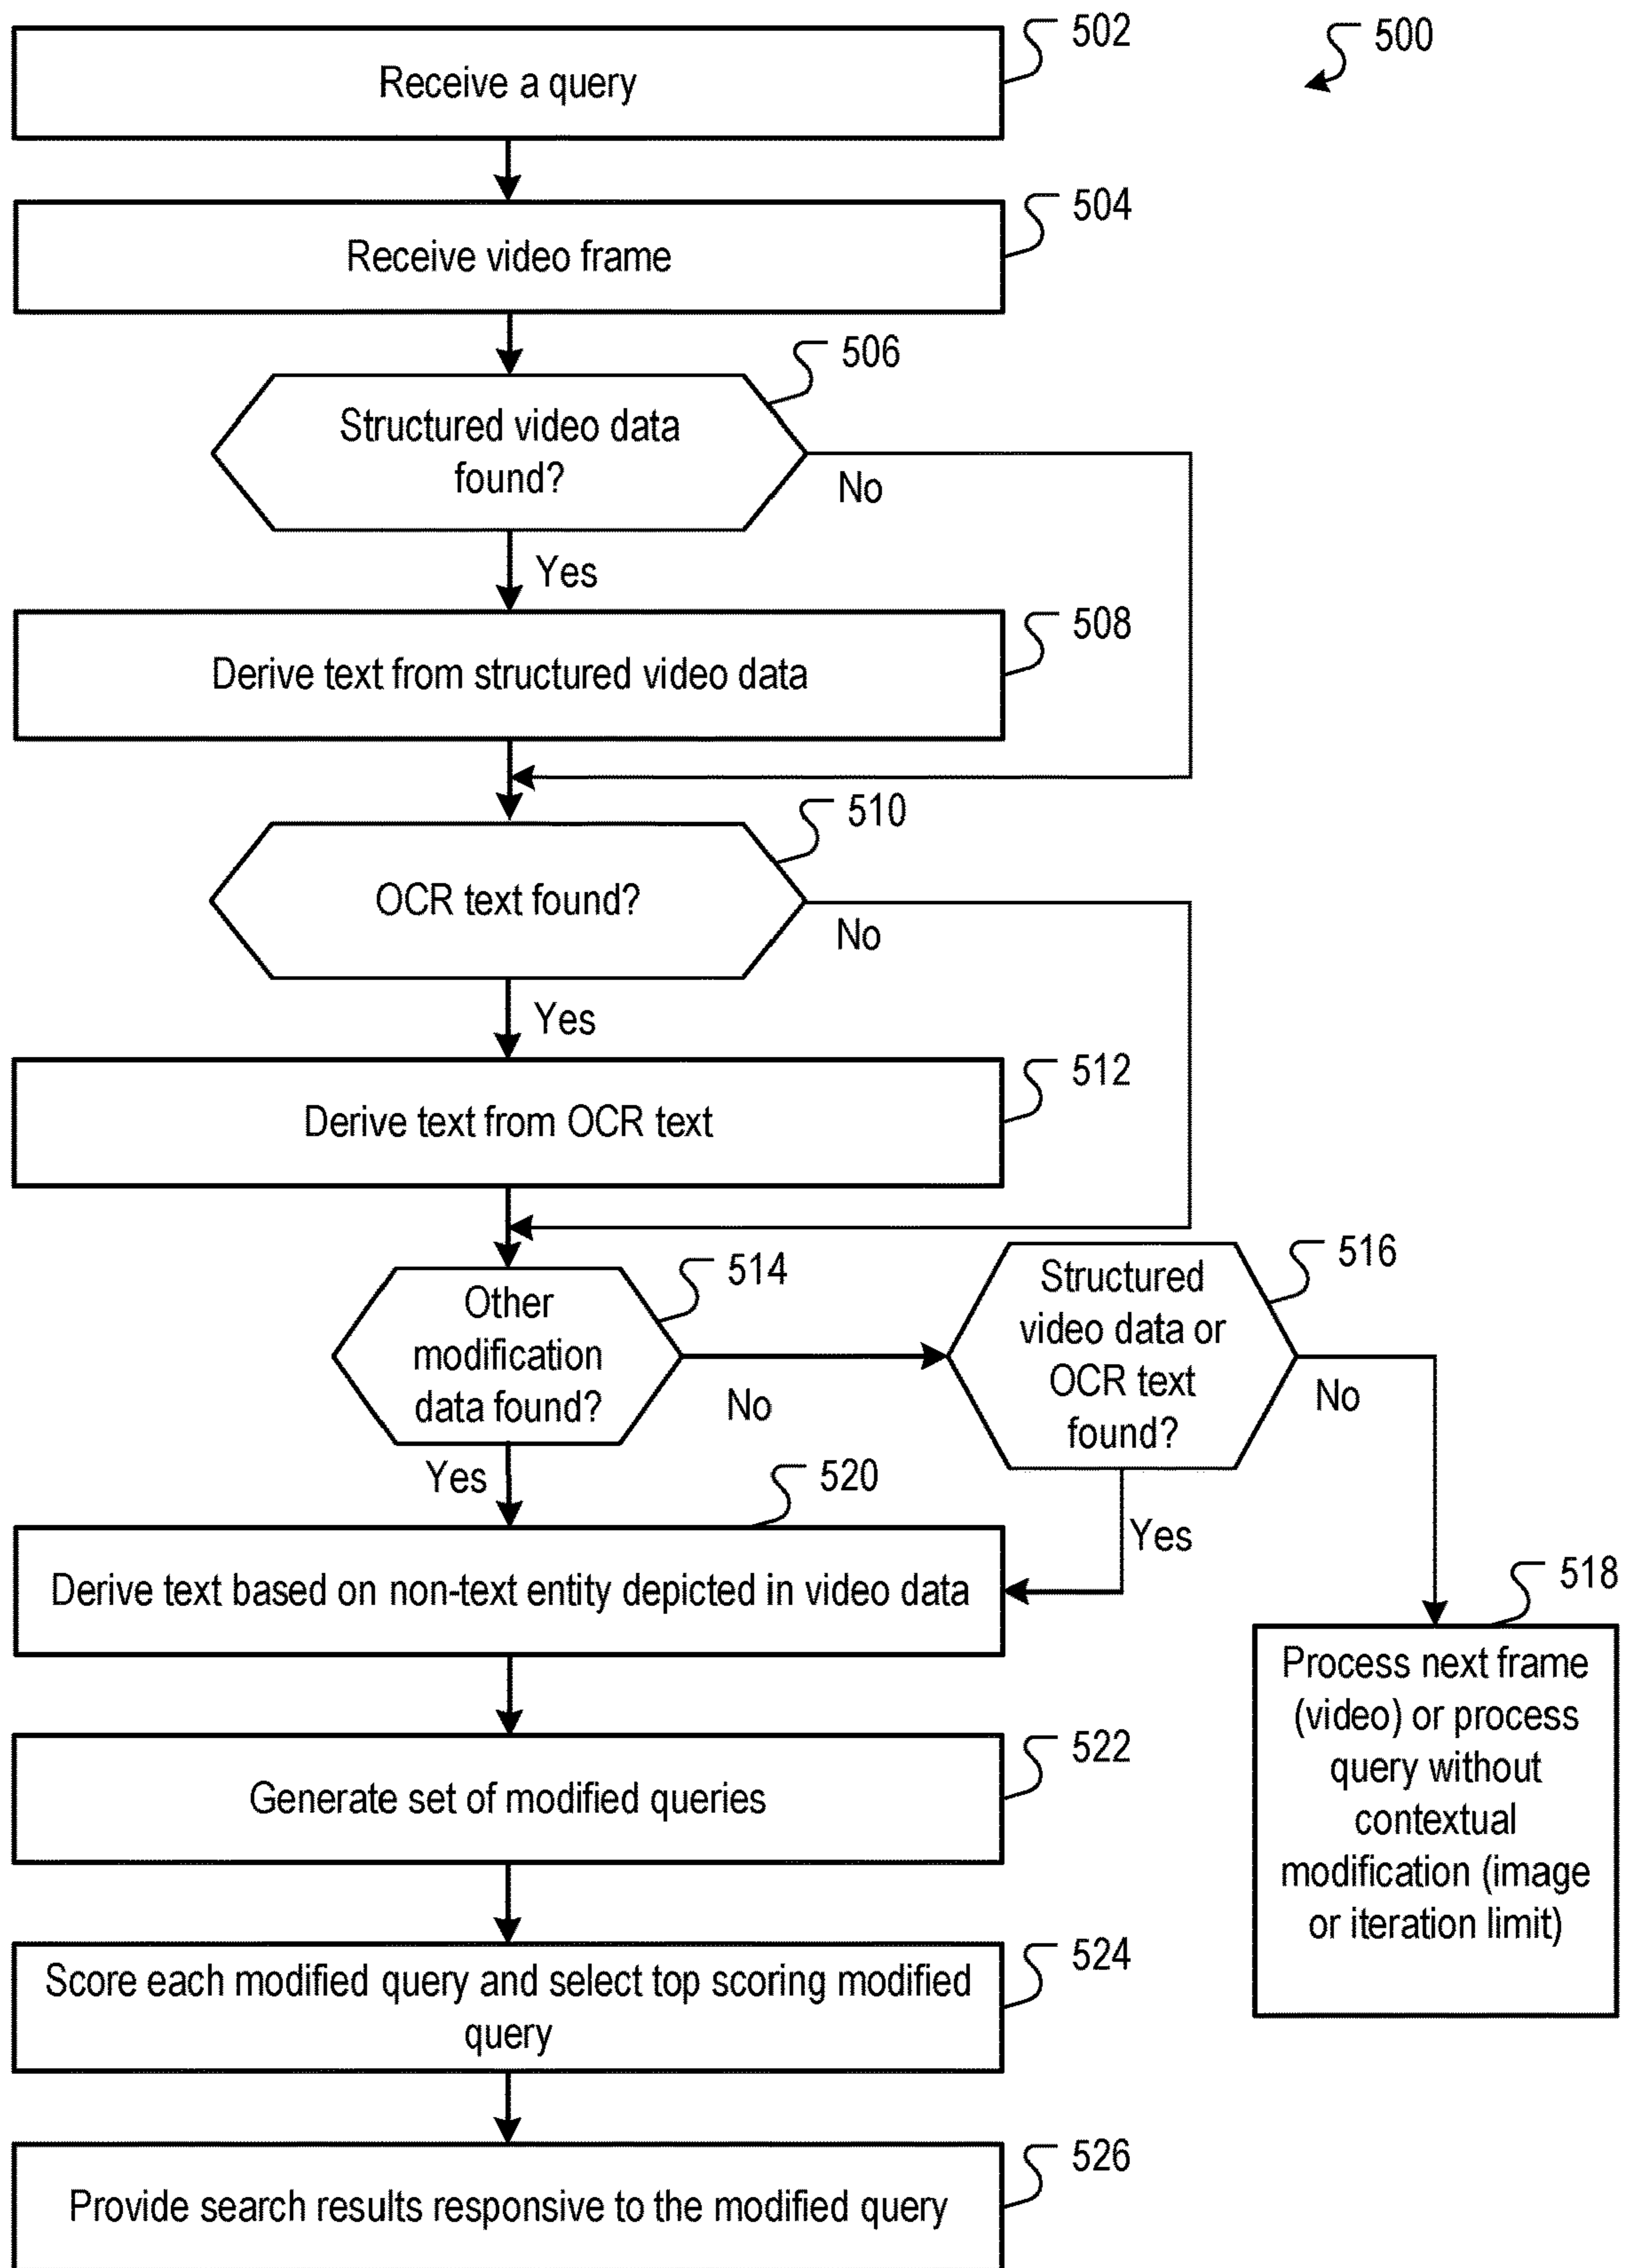 502
500
Receive a query
504
Receive video frame
506
Structured video data
found?
No
Yes
508
Derive text from structured video data
510
OCR text found?
No
Yes
512
Derive text from OCR text
514
Other
modification
data found?
No
Yes
516
Structured
video data or
OCR text
found?
No
Yes
518
Process next frame
(video) or process
query without
contextual
modification (image
or iteration limit)
520
Derive text based on non-text entity depicted in video data
522
Generate set of modified queries
524
Score each modified query and select top scoring modified
query
526
Provide search results responsive to the modified query